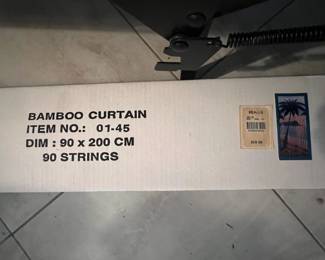 BAMBOO CURTAIN
ITEM NO.: 01-45
DIM : 90 x 200 CM
90 STRINGS